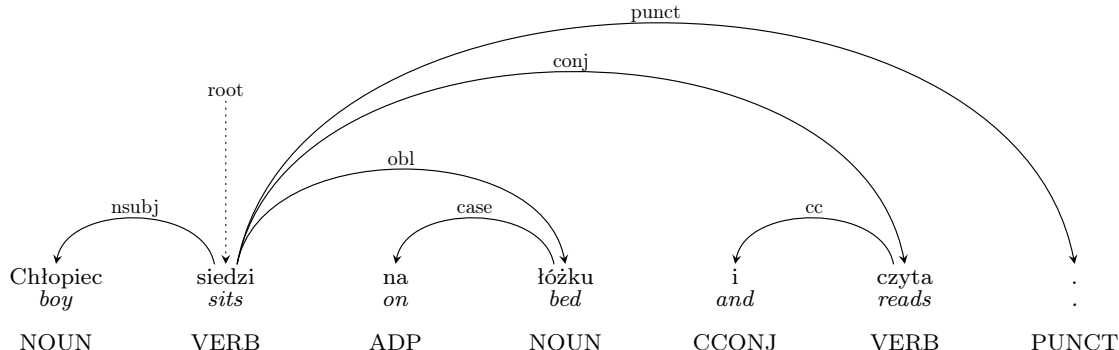 punct
conj
root
obl
nsubj case cc
Chłopiec siedzi na łóżku i czyta .
boy sits on bed and reads .
NOUN VERB ADP NOUN CCONJ VERB PUNCT